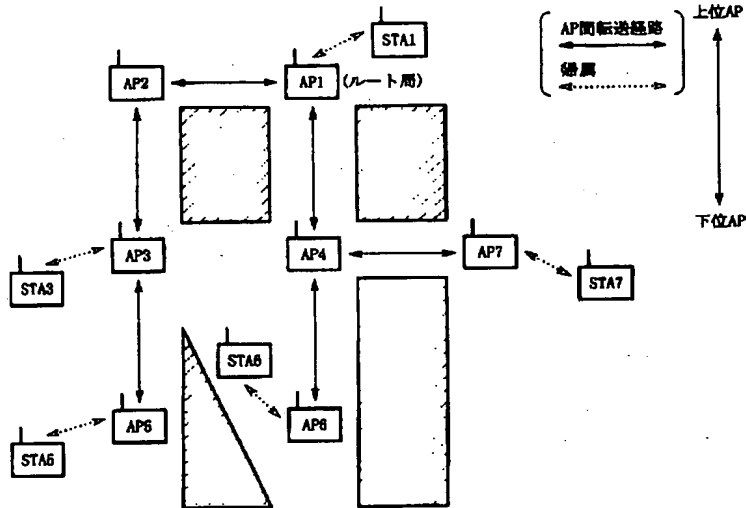 上位AP
STA1
AP間転送経路
帰属
AP2
AP1
(ルート局)
下位AP
AP3
AP4
AP7
STA3
STA7
STA6
AP5
AP6
STA5